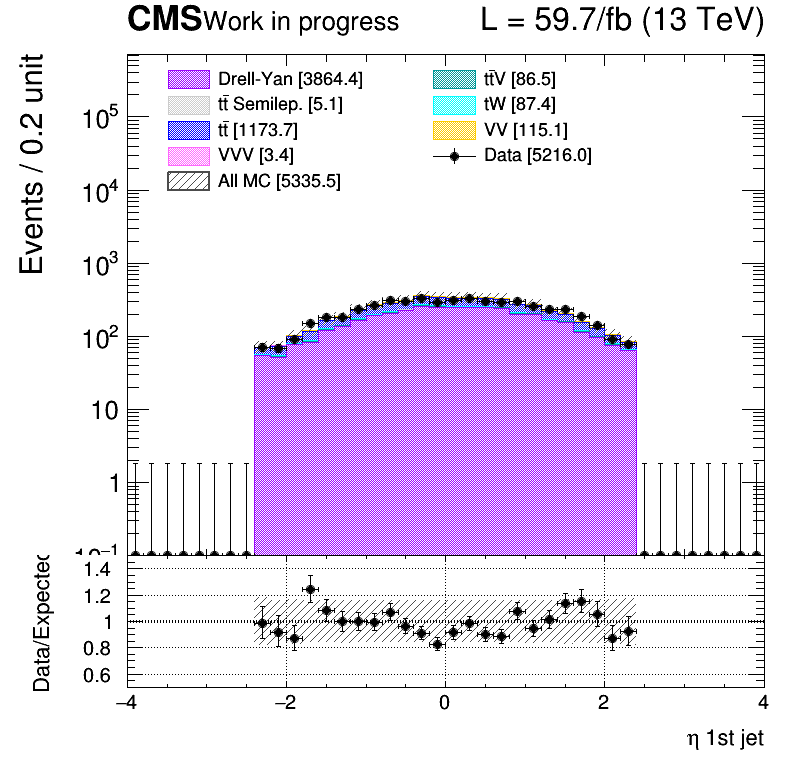 CMS Work in progress L = 59.7/fb (13 TeV)
Events / 0.2 unit
Drell-Yan [3864.4] tt̄V [86.5]
tt̄ Semilep. [5.1] tW [87.4]
tt̄ [1173.7] VV [115.1]
VVV [3.4] Data [5216.0]
All MC [5335.5]
10⁵
10⁴
10³
10²
10
1
Data/Expected
1.4
1.2
1
0.8
0.6
−4 −2 0 2 4
η 1st jet